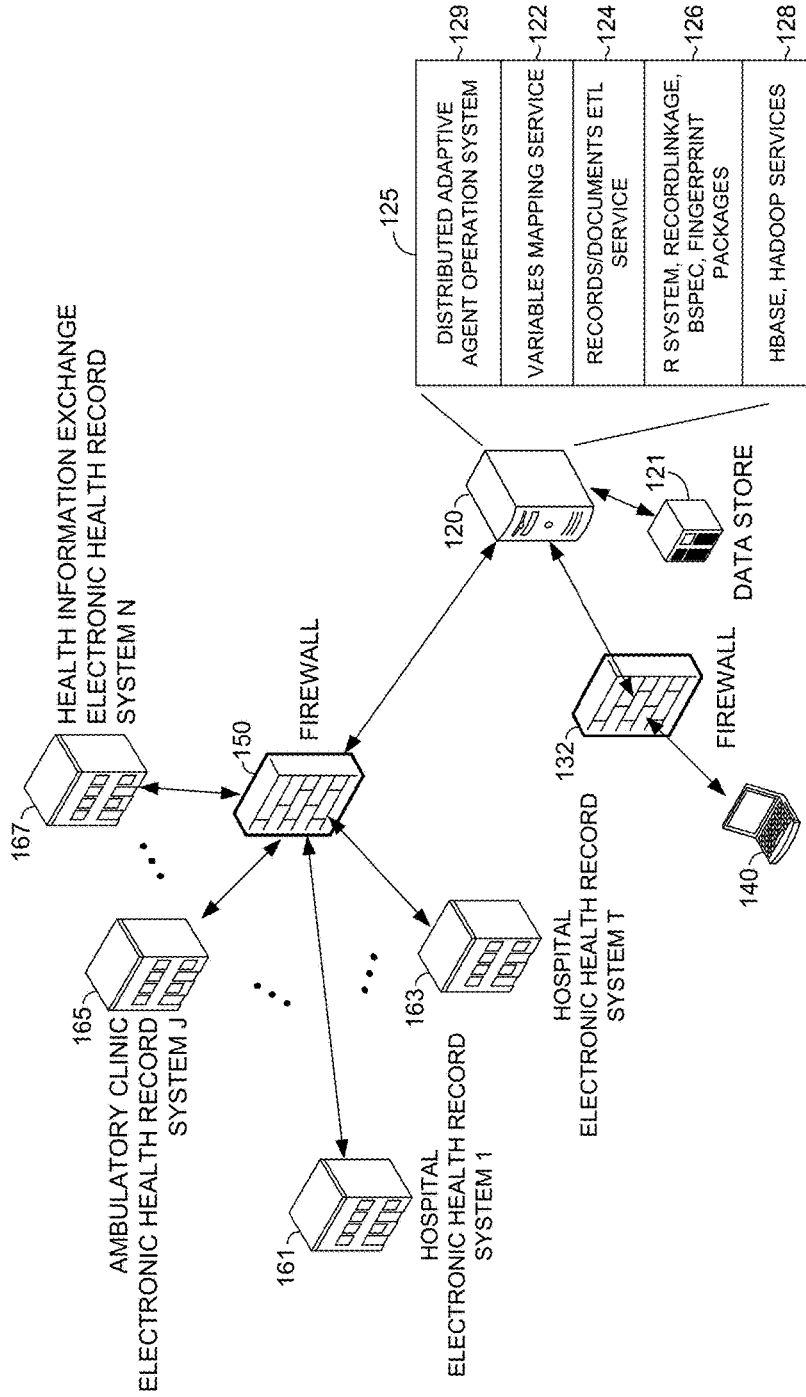 HEALTH INFORMATION EXCHANGE
ELECTRONIC HEALTH RECORD
SYSTEM N
167
150
FIREWALL
165
AMBULATORY CLINIC
ELECTRONIC HEALTH RECORD
SYSTEM J
161
HOSPITAL
ELECTRONIC HEALTH RECORD
SYSTEM 1
163
HOSPITAL
ELECTRONIC HEALTH RECORD
SYSTEM T
120
121
DATA STORE
132
FIREWALL
140
125
DISTRIBUTED ADAPTIVE
AGENT OPERATION SYSTEM
129
VARIABLES MAPPING SERVICE
122
RECORDS/DOCUMENTS ETL
SERVICE
124
R SYSTEM, RECORDLINKAGE,
BSPEC, FINGERPRINT
PACKAGES
126
HBASE, HADOOP SERVICES
128